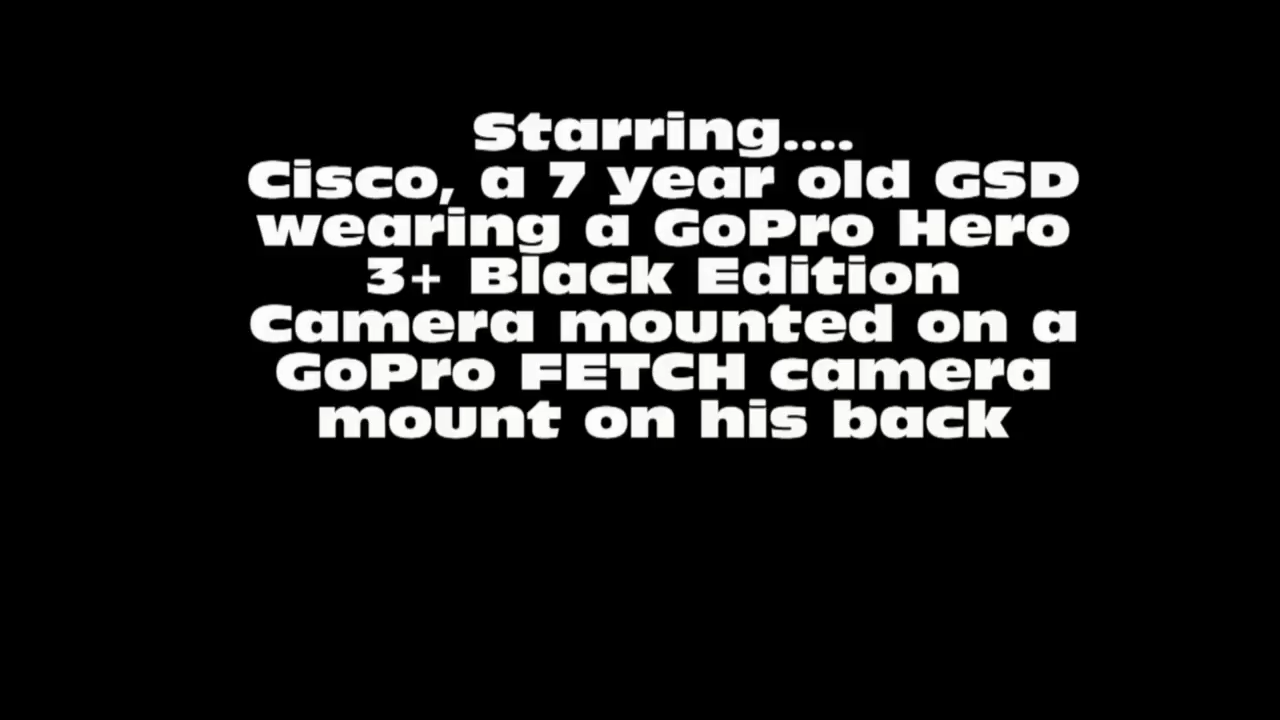 Starring....
Cisco, a 7 year old GSD
wearing a GoPro Hero
3+ Black Edition
Camera mounted on a
GoPro FETCH camera
mount on his back